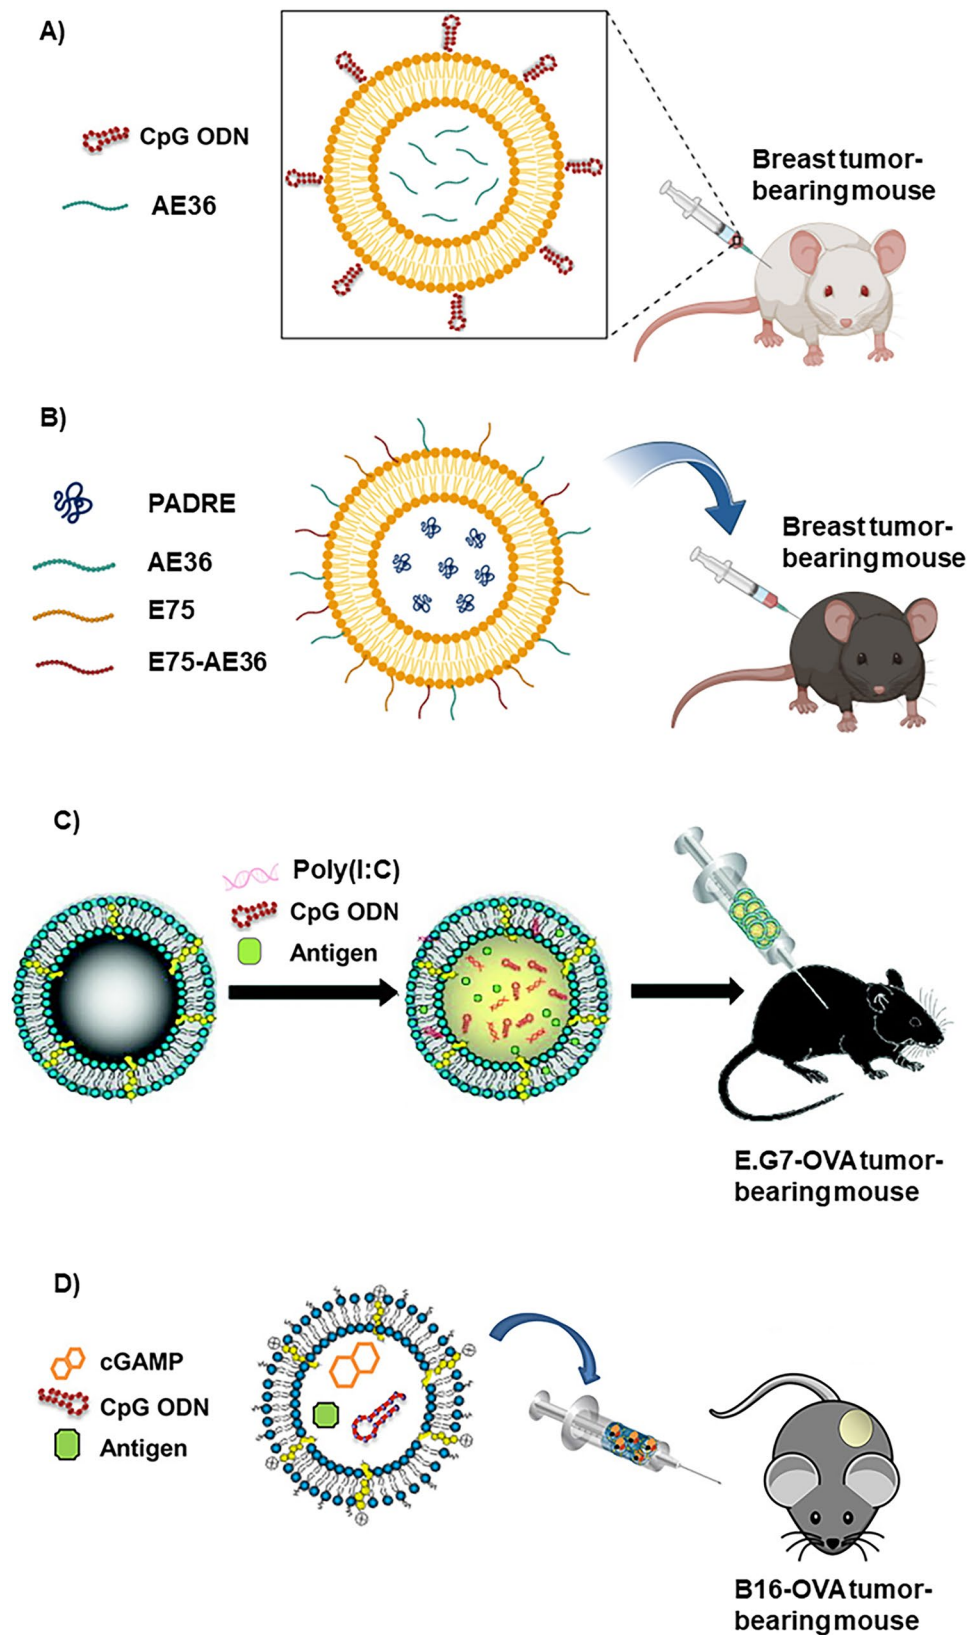 A)
CpG ODN
AE36
Breast tumor-
bearing mouse
B)
PADRE
AE36
E75
E75-AE36
Breast tumor-
bearing mouse
C)
Poly(I:C)
CpG ODN
Antigen
E.G7-OVA tumor-
bearing mouse
D)
cGAMP
CpG ODN
Antigen
B16-OVA tumor-
bearing mouse